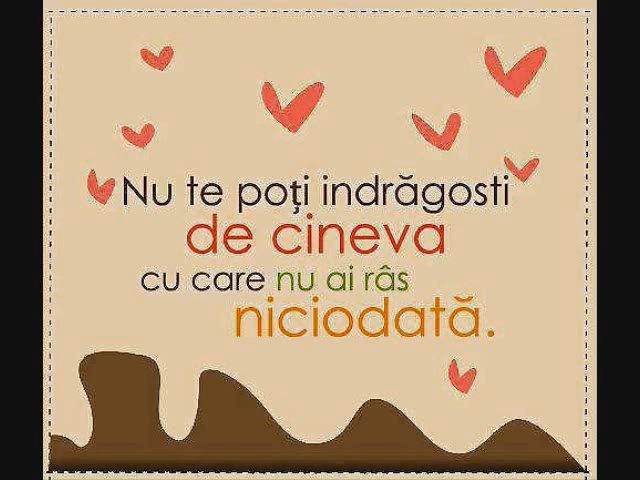 Nu te poţi indrăgosti
de cineva
cu care nu ai râs
niciodată.